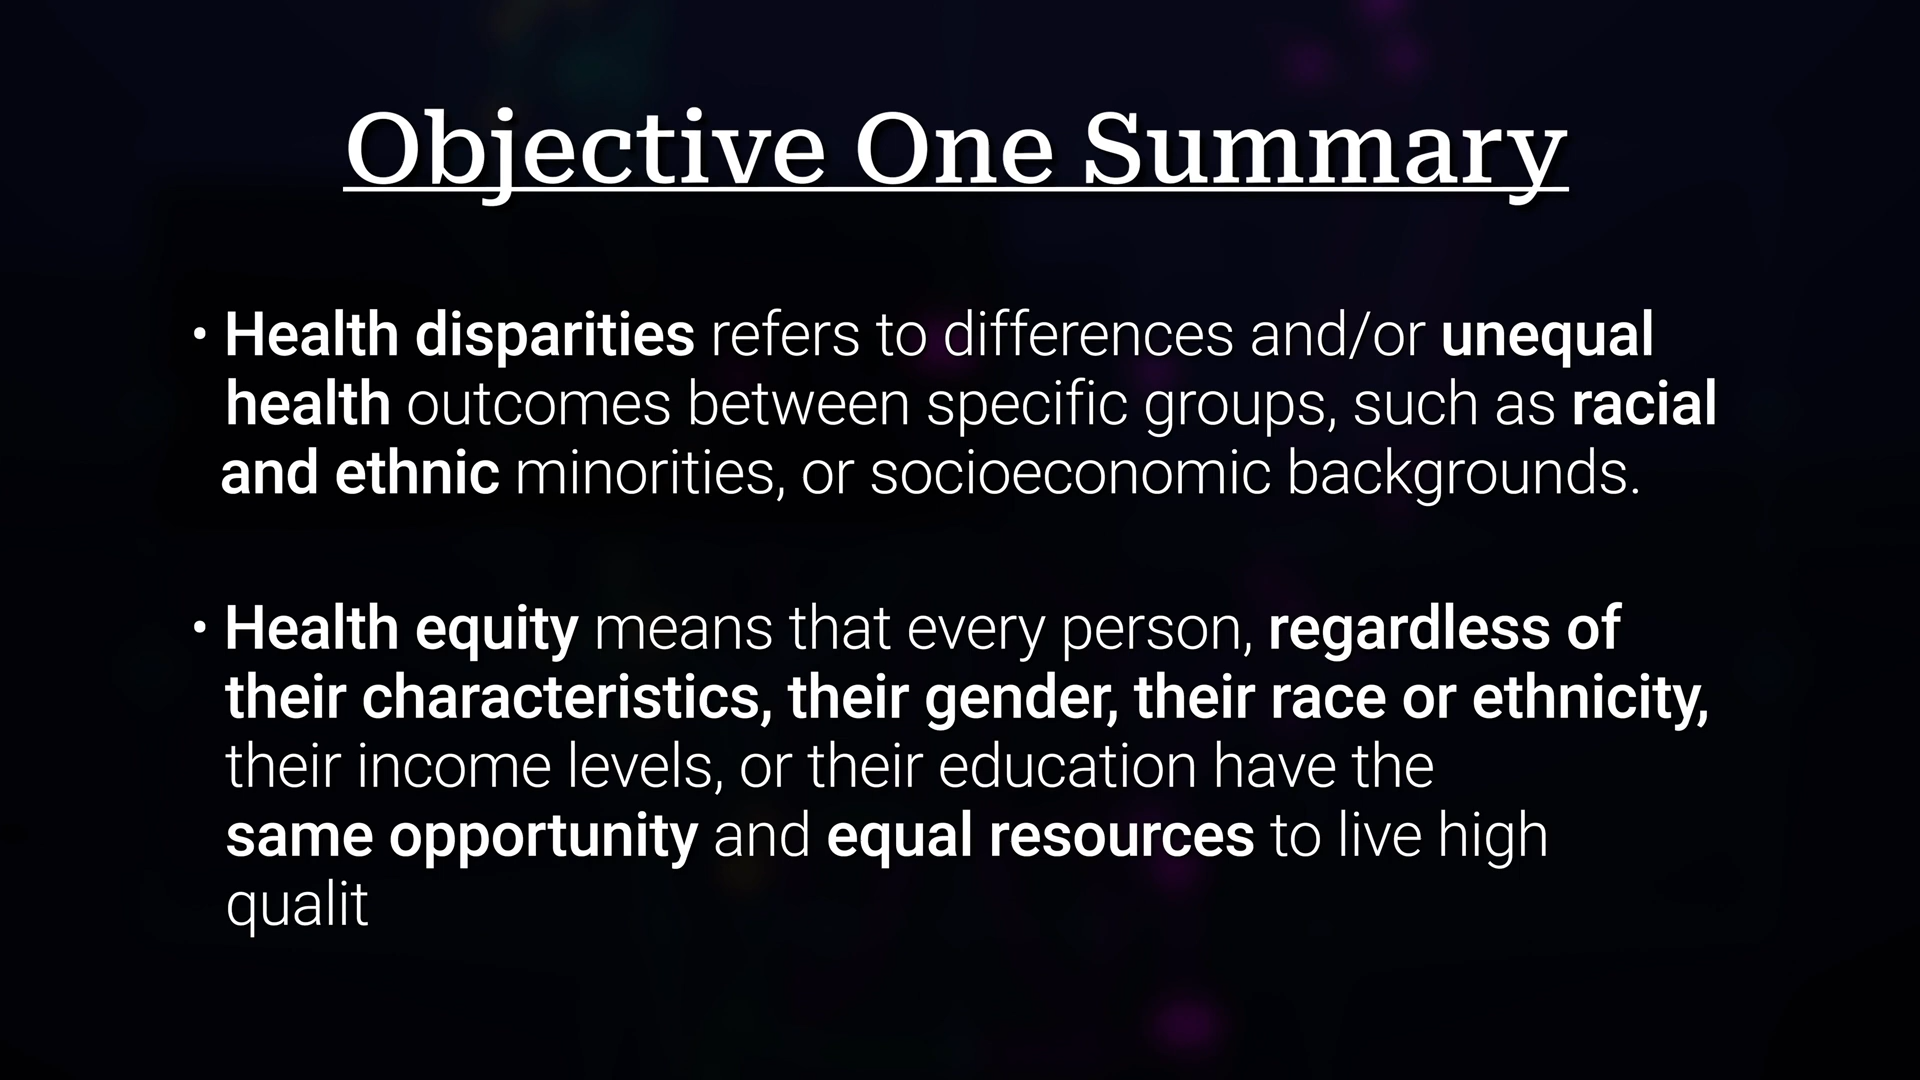 Objective One Summary
• Health disparities refers to differences and/or unequal
health outcomes between specific groups, such as racial
and ethnic minorities, or socioeconomic backgrounds.
• Health equity means that every person, regardless of
their characteristics, their gender, their race or ethnicity,
their income levels, or their education have the
same opportunity and equal resources to live high
qualit